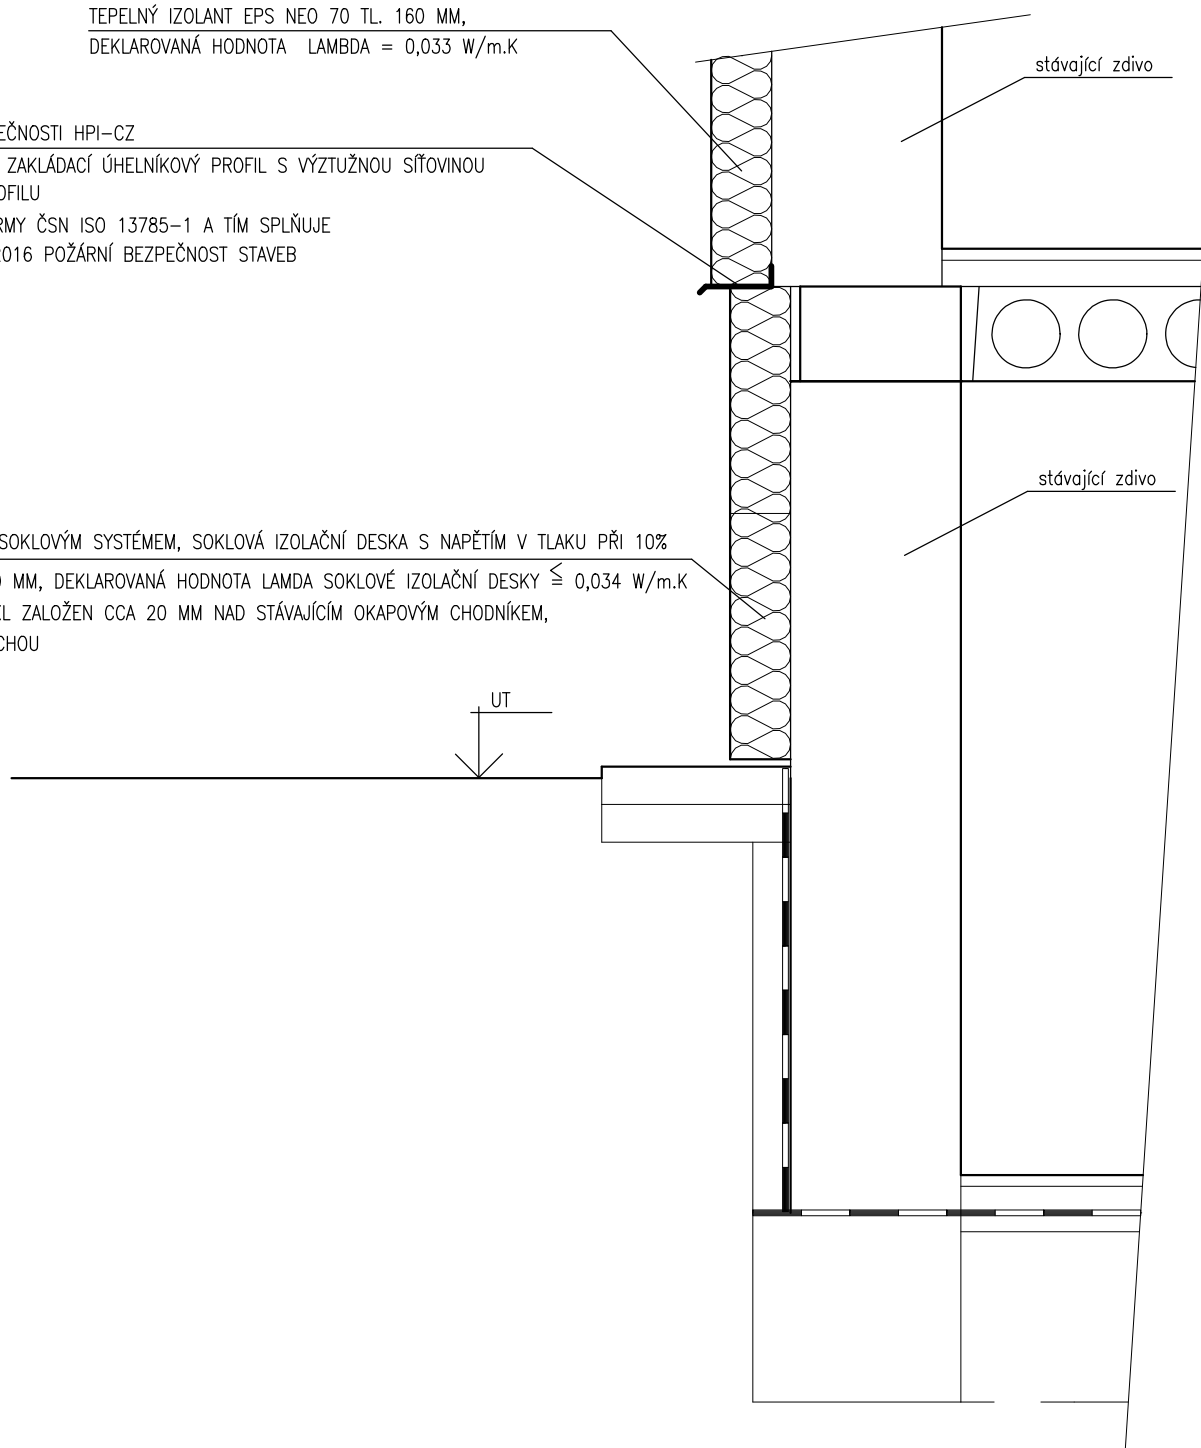 TEPELNÝ IZOLANT EPS NEO 70 TL. 160 MM,
DEKLAROVANÁ HODNOTA LAMBDA = 0,033 W/m.K
stávající zdivo
EČNOSTI HPI-CZ
ZAKLÁDACÍ ÚHELNÍKOVÝ PROFIL S VÝZTUŽNOU SÍŤOVINOU
OFILU
RMY ČSN ISO 13785-1 A TÍM SPLŇUJE
2016 POŽÁRNÍ BEZPEČNOST STAVEB
stávající zdivo
SOKLOVÝM SYSTÉMEM, SOKLOVÁ IZOLAČNÍ DESKA S NAPĚTÍM V TLAKU PŘI 10%
0 MM, DEKLAROVANÁ HODNOTA LAMDA SOKLOVÉ IZOLAČNÍ DESKY ≦ 0,034 W/m.K
KL ZALOŽEN CCA 20 MM NAD STÁVAJÍCÍM OKAPOVÝM CHODNÍKEM,
CHOU
UT